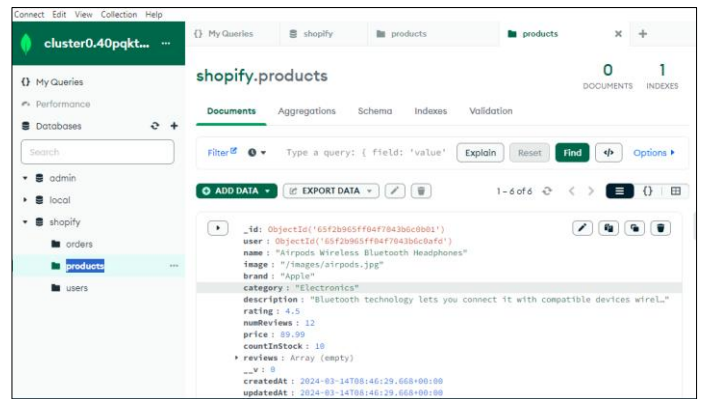 Connect Edit View Collection Help
cluster0.40pqkt... ...
{} My Queries
shopify
products
products
shopify.products
0 DOCUMENTS
1 INDEXES
{} My Queries
Performance
Databases
Search
admin
local
shopify
orders
products ...
users
Documents Aggregations Schema Indexes Validation
Filter Type a query: { field: 'value' Explain Reset Find </> Options
ADD DATA EXPORT DATA 1 – 6 of 6 {}
_id: ObjectId('65f2b965ff04f7043b6c0b01')
user : ObjectId('65f2b965ff04f7043b6c0afd')
name : "Airpods Wireless Bluetooth Headphones"
image : "/images/airpods.jpg"
brand : "Apple"
category : "Electronics"
description : "Bluetooth technology lets you connect it with compatible devices wirel…"
rating : 4.5
numReviews : 12
price : 89.99
countInStock : 10
reviews : Array (empty)
__v : 0
createdAt : 2024-03-14T08:46:29.668+00:00
updatedAt : 2024-03-14T08:46:29.668+00:00